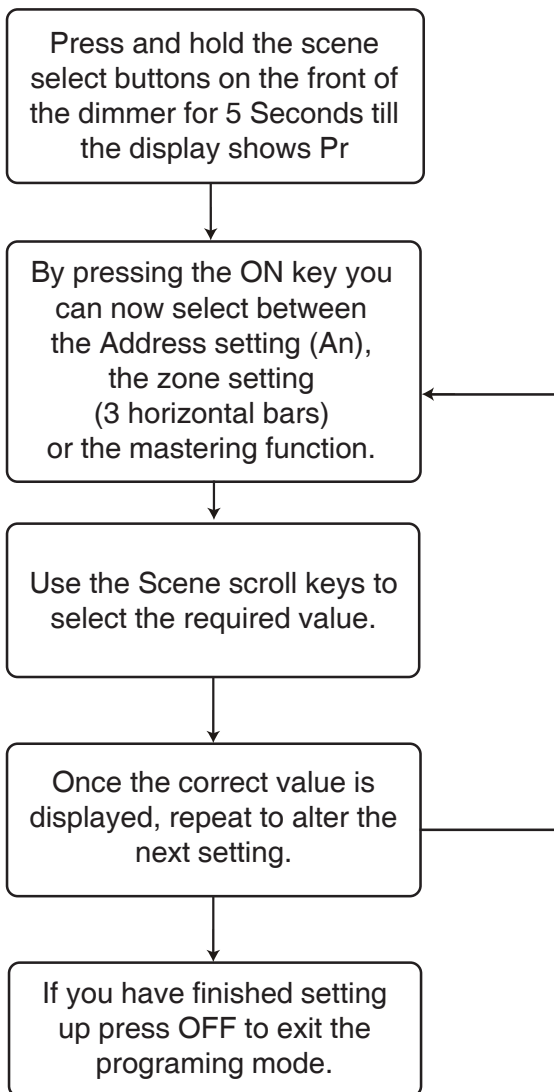 Press and hold the scene
select buttons on the front of
the dimmer for 5 Seconds till
the display shows Pr
By pressing the ON key you
can now select between
the Address setting (An),
the zone setting
(3 horizontal bars)
or the mastering function.
Use the Scene scroll keys to
select the required value.
Once the correct value is
displayed, repeat to alter the
next setting.
If you have finished setting
up press OFF to exit the
programing mode.